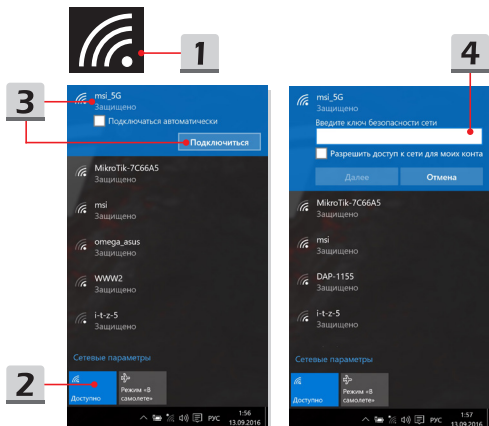 1
3
msi_5G
Защищено
Подключаться автоматически
Подключиться
MikroTik-7C66A5
Защищено
msi
Защищено
omega_asus
Защищено
WWW2
Защищено
i-t-z-5
Защищено
Сетевые параметры
2
Доступно
Режим «В самолете»
РУС
1:56
13.09.2016
4
msi_5G
Защищено
Введите ключ безопасности сети
Разрешить доступ к сети для моих конта
Далее
Отмена
MikroTik-7C66A5
Защищено
msi
Защищено
DAP-1155
Защищено
i-t-z-5
Защищено
Сетевые параметры
Доступно
Режим «В
самолете»
РУС
1:57
13.09.2016